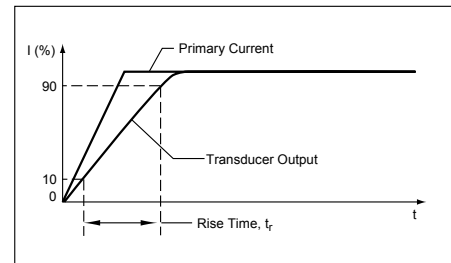 I (%)
Primary Current
90
Transducer Output
10
0
t
Rise Time, tr